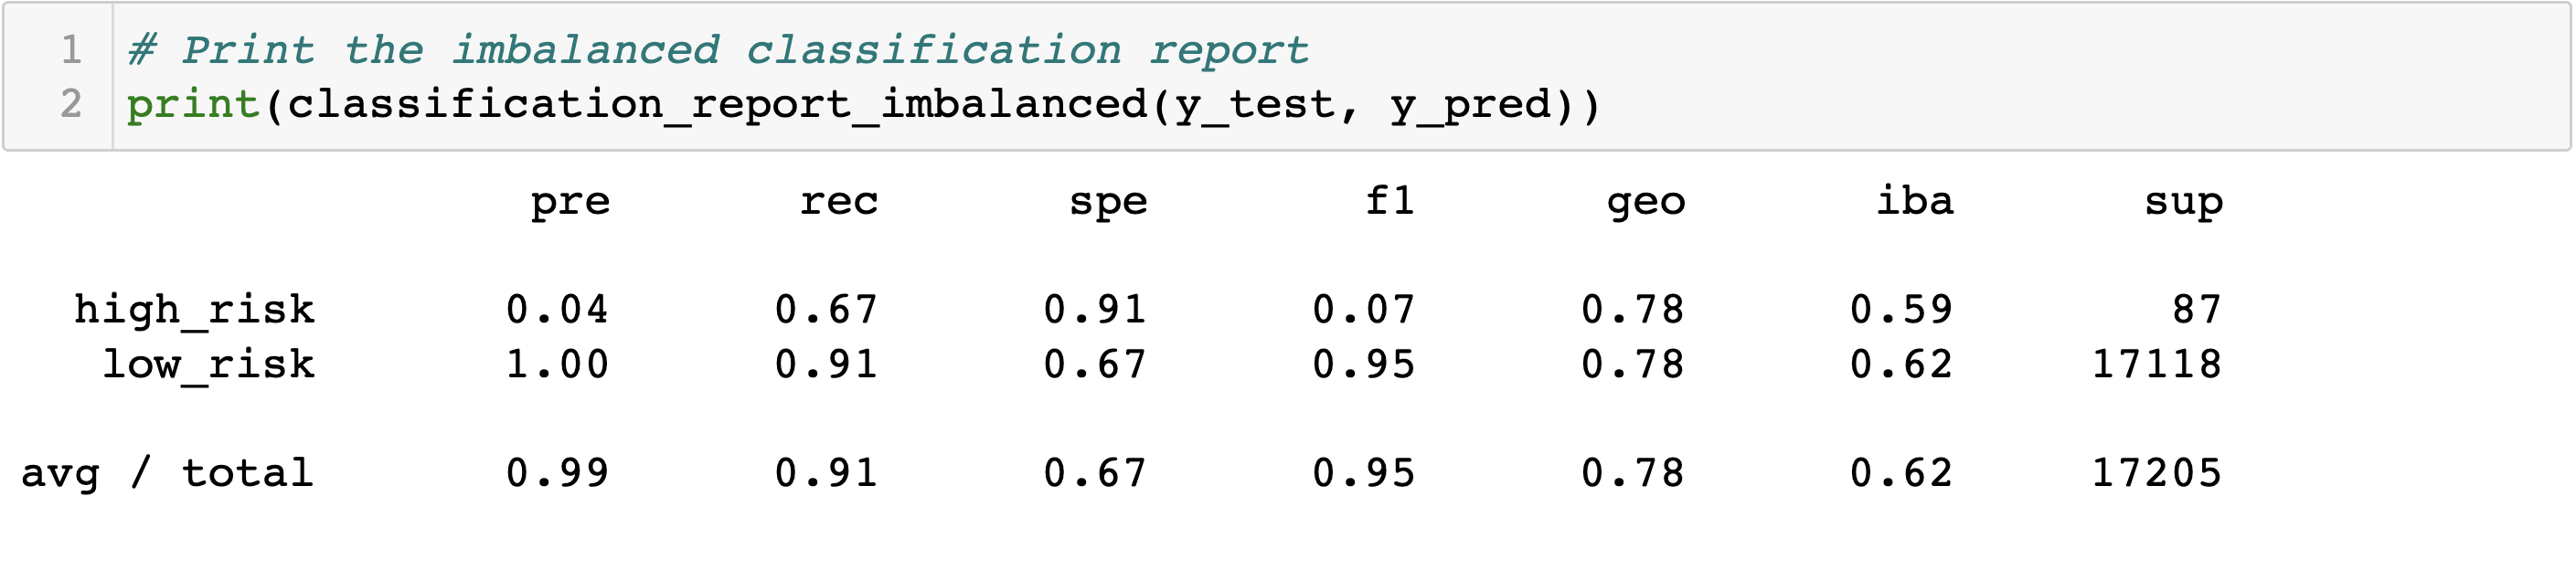 1 # Print the imbalanced classification report
2 print(classification_report_imbalanced(y_test, y_pred))
pre rec spe f1 geo iba sup
high_risk 0.04 0.67 0.91 0.07 0.78 0.59 87
low_risk 1.00 0.91 0.67 0.95 0.78 0.62 17118
avg / total 0.99 0.91 0.67 0.95 0.78 0.62 17205